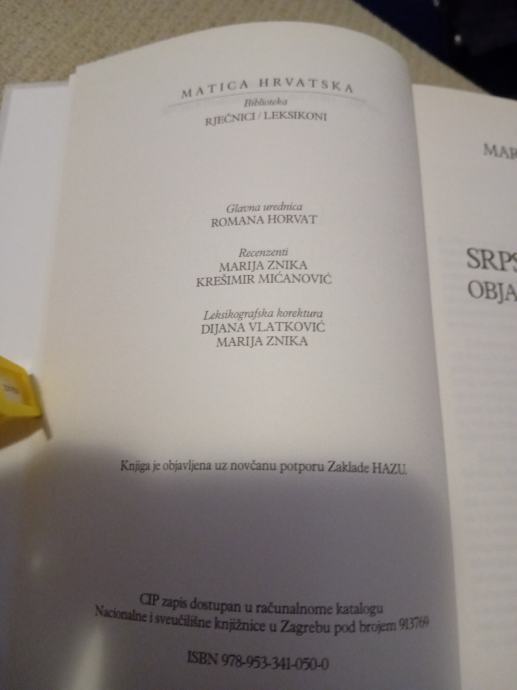 MATICA HRVATSKA
Biblioteka
RJEČNICI / LEKSIKONI
Glavna urednica
ROMANA HORVAT
Recenzenti
MARIJA ZNIKA
KREŠIMIR MIĆANOVIĆ
Leksikografska korektura
DIJANA VLATKOVIĆ
MARIJA ZNIKA
Knjiga je objavljena uz novčanu potporu Zaklade HAZU.
CIP zapis dostupan u računalnome katalogu
Nacionalne i sveučilišne knjižnice u Zagrebu pod brojem 913769
ISBN 978-953-341-050-0
MAR
SRPS
OBJA